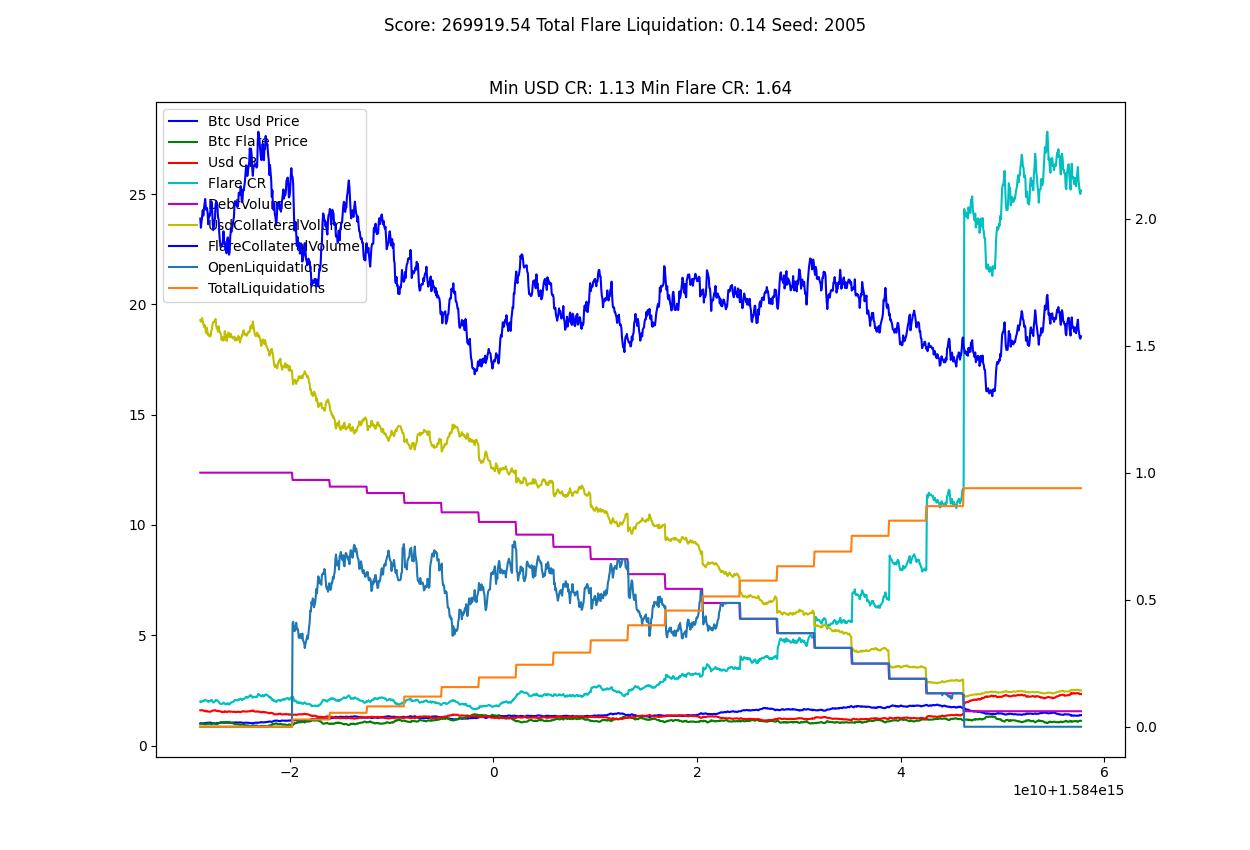 Score: 269919.54 Total Flare Liquidation: 0.14 Seed: 2005
Min USD CR: 1.13 Min Flare CR: 1.64
Btc Usd Price
Btc Flare Price
Usd CR
Flare CR
DebtVolume
UsdCollateralVolume
FlareCollateralVolume
OpenLiquidations
TotalLiquidations
25
20
15
10
5
0
2.0
1.5
1.0
0.5
0.0
−2
0
2
4
6
1e10+1.584e15